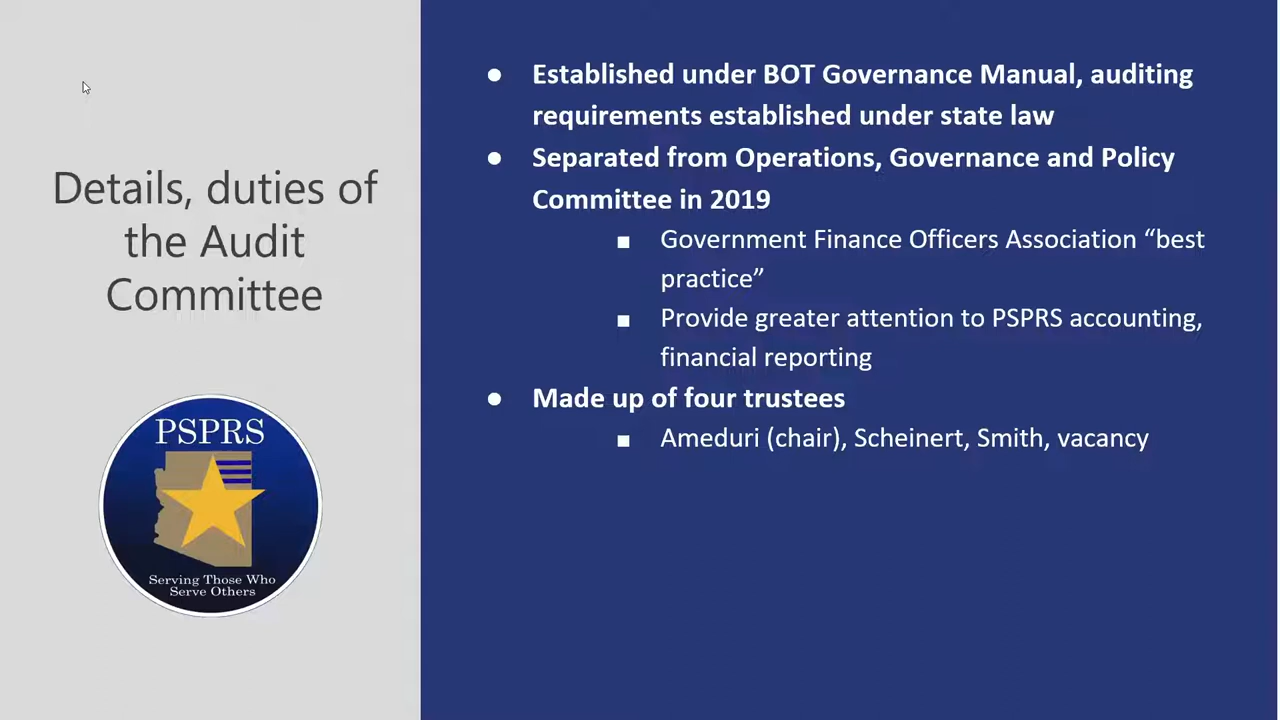 Details, duties of
the Audit
Committee
PSPRS
Serving Those Who
Serve Others
● Established under BOT Governance Manual, auditing
requirements established under state law
● Separated from Operations, Governance and Policy
Committee in 2019
■ Government Finance Officers Association “best
practice”
■ Provide greater attention to PSPRS accounting,
financial reporting
● Made up of four trustees
■ Ameduri (chair), Scheinert, Smith, vacancy